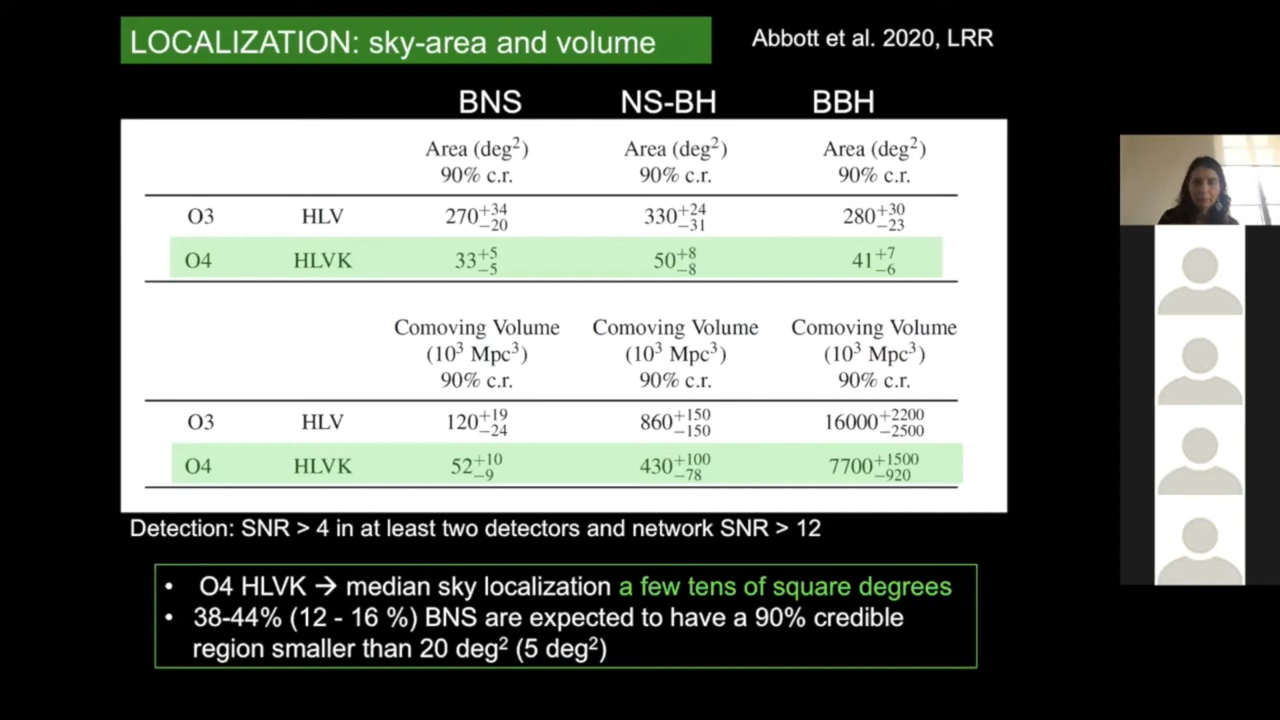 LOCALIZATION: sky-area and volume
Abbott et al. 2020, LRR
BNS NS-BH BBH
Area (deg²) Area (deg²) Area (deg²)
90% c.r. 90% c.r. 90% c.r.
O3 HLV 270+34−20 330+24−31 280+30−23
O4 HLVK 33+5−5 50+8−8 41+7−6
Comoving Volume Comoving Volume Comoving Volume
(10³ Mpc³) (10³ Mpc³) (10³ Mpc³)
90% c.r. 90% c.r. 90% c.r.
O3 HLV 120+19−24 860+150−150 16000+2200−2500
O4 HLVK 52+10−9 430+100−78 7700+1500−920
Detection: SNR > 4 in at least two detectors and network SNR > 12
• O4 HLVK → median sky localization a few tens of square degrees
• 38-44% (12 - 16 %) BNS are expected to have a 90% credible
region smaller than 20 deg² (5 deg²)